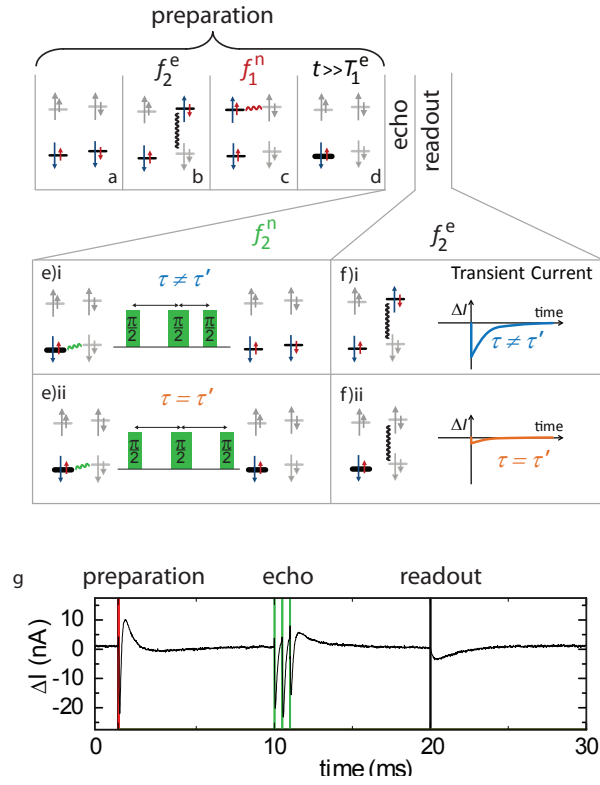 preparation
f₂ᵉ
f₁ⁿ
t>>T₁ᵉ
echo
readout
a
b
c
d
f₂ⁿ
f₂ᵉ
e)i
τ ≠ τ′
π/2 π/2 π/2
f)i
Transient Current
ΔI
time
τ ≠ τ′
e)ii
τ = τ′
π/2 π/2 π/2
f)ii
ΔI
time
τ = τ′
g
preparation echo readout
10
0
-10
-20
ΔI (nA)
0 10 20 30
time (ms)